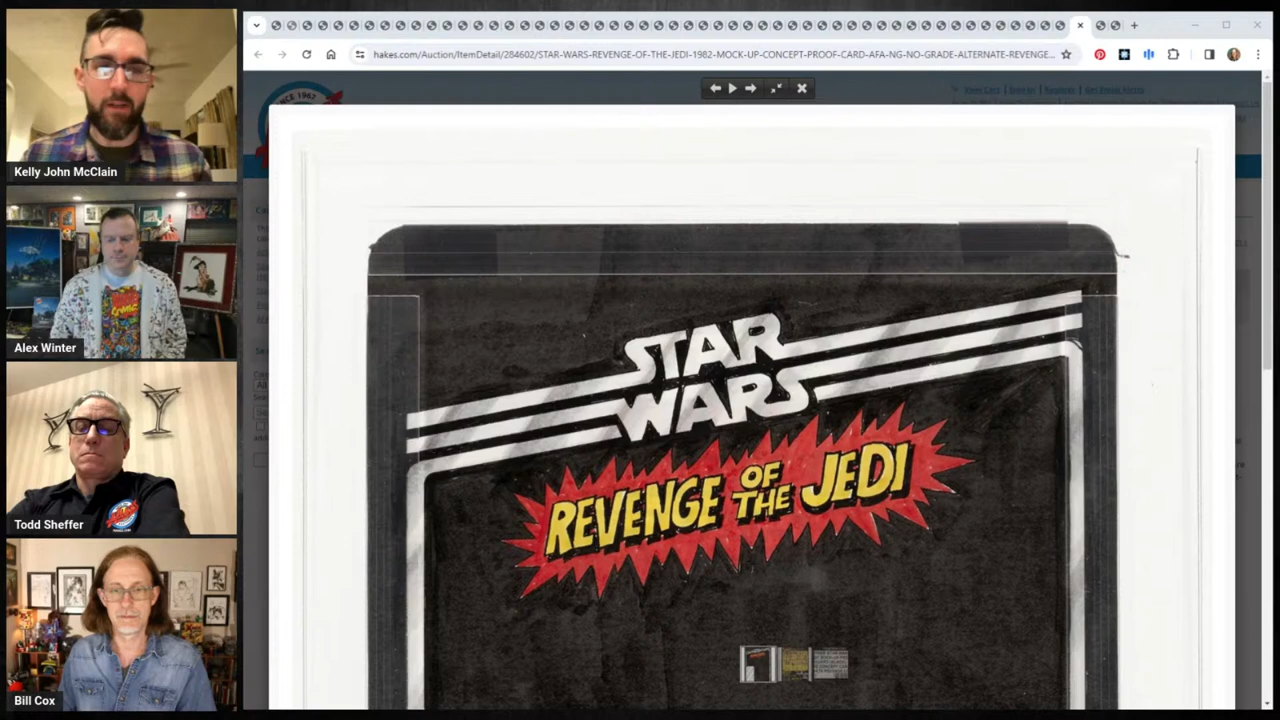 Kelly John McClain
Alex Winter
Todd Sheffer
Bill Cox
hakes.com/Auction/ItemDetail/284602/STAR-WARS-REVENGE-OF-THE-JEDI-1982-MOCK-UP-CONCEPT-PROOF-CARD-AFA-NG-NO-GRADE-ALTERNATE-REVENGE...
SINCE 1967
STAR
WARS
REVENGE OF THE JEDI